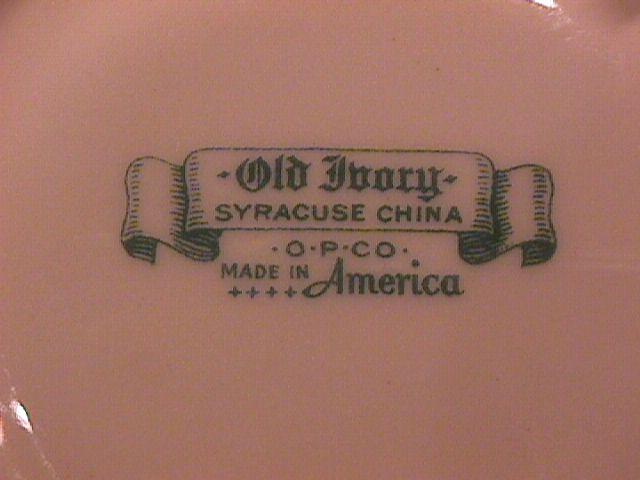 ·Old Ivory·
SYRACUSE CHINA
·O·P·CO·
MADE IN America
++++